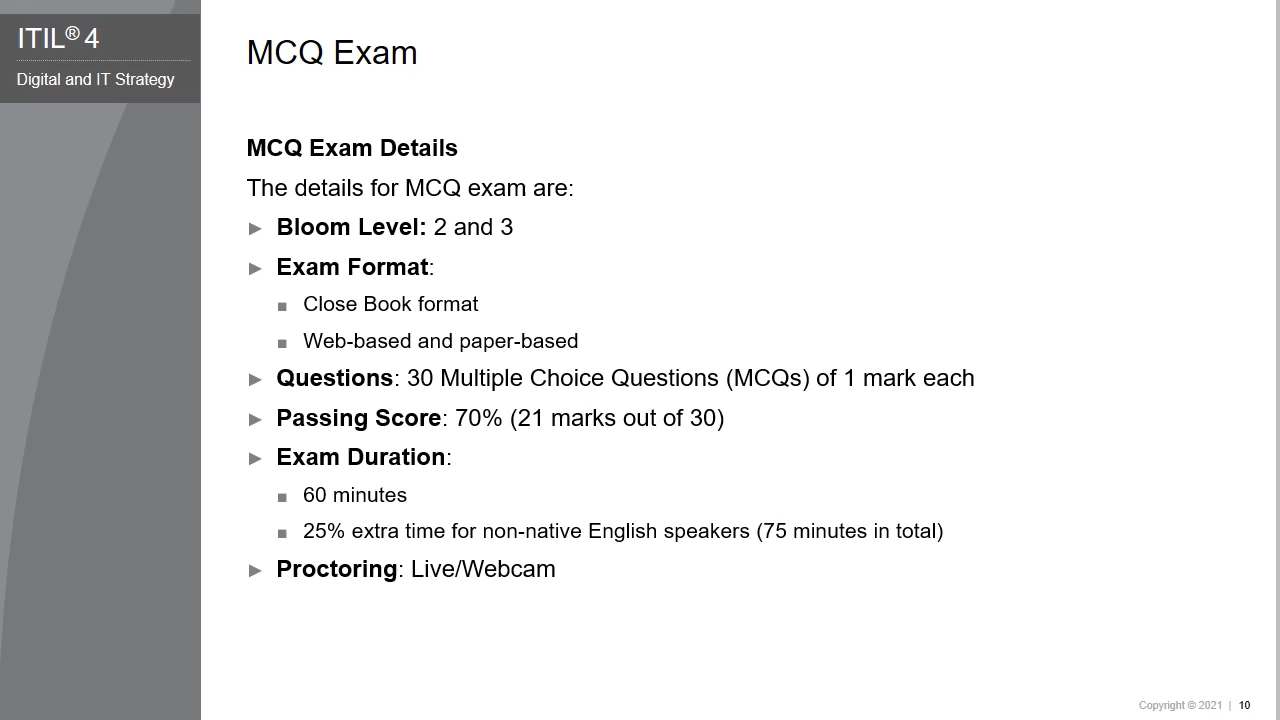 ITIL® 4
Digital and IT Strategy
MCQ Exam
MCQ Exam Details
The details for MCQ exam are:
► Bloom Level: 2 and 3
► Exam Format:
■ Close Book format
■ Web-based and paper-based
► Questions: 30 Multiple Choice Questions (MCQs) of 1 mark each
► Passing Score: 70% (21 marks out of 30)
► Exam Duration:
■ 60 minutes
■ 25% extra time for non-native English speakers (75 minutes in total)
► Proctoring: Live/Webcam
Copyright © 2021 | 10